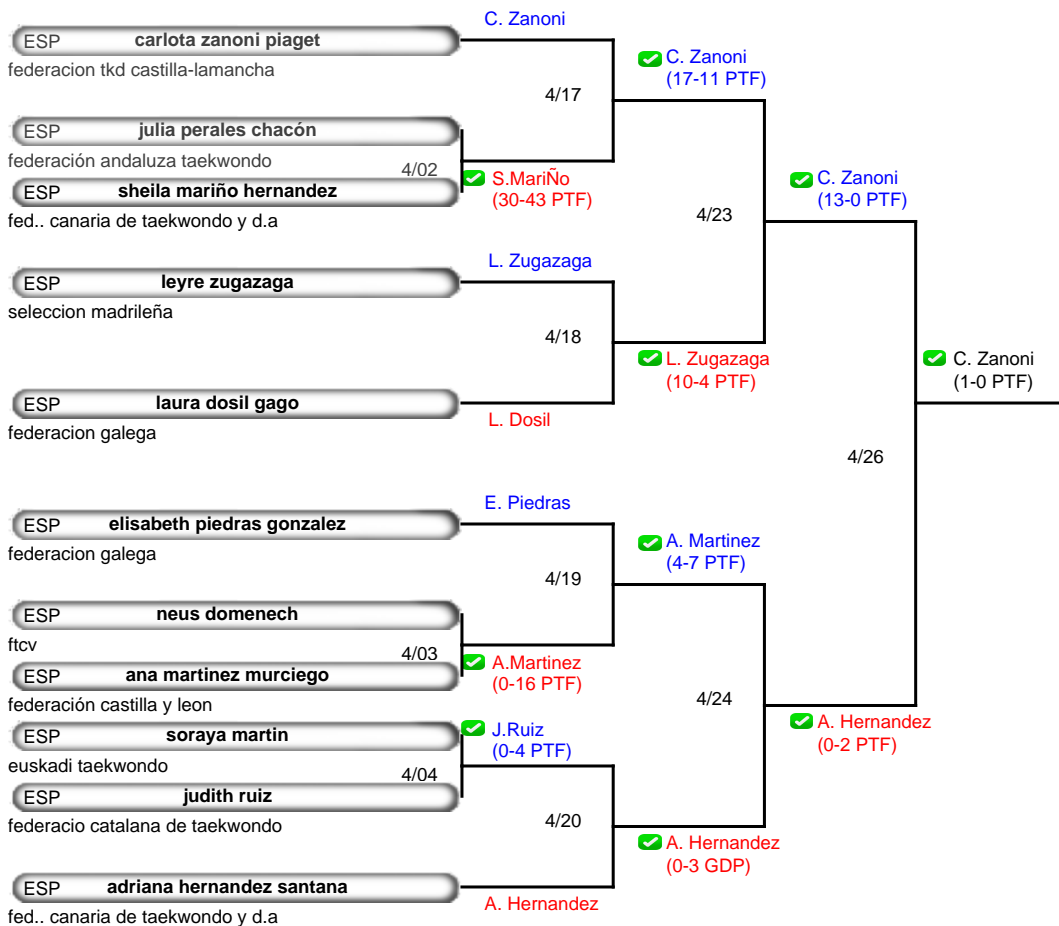 C. Zanoni
ESP carlota zanoni piaget
federacion tkd castilla-lamancha
C. Zanoni
(17-11 PTF)
4/17
ESP julia perales chacón
federación andaluza taekwondo
4/02
ESP sheila mariño hernandez
fed.. canaria de taekwondo y d.a
S.MariÑo
(30-43 PTF)
C. Zanoni
(13-0 PTF)
4/23
L. Zugazaga
ESP leyre zugazaga
seleccion madrileña
4/18
L. Zugazaga
(10-4 PTF)
C. Zanoni
(1-0 PTF)
ESP laura dosil gago
federacion galega
L. Dosil
4/26
E. Piedras
ESP elisabeth piedras gonzalez
federacion galega
A. Martinez
(4-7 PTF)
4/19
ESP neus domenech
ftcv
4/03
ESP ana martinez murciego
federación castilla y leon
A.Martinez
(0-16 PTF)
4/24
A. Hernandez
(0-2 PTF)
ESP soraya martin
euskadi taekwondo
J.Ruiz
(0-4 PTF)
4/04
ESP judith ruiz
federacio catalana de taekwondo
4/20
A. Hernandez
(0-3 GDP)
ESP adriana hernandez santana
fed.. canaria de taekwondo y d.a
A. Hernandez